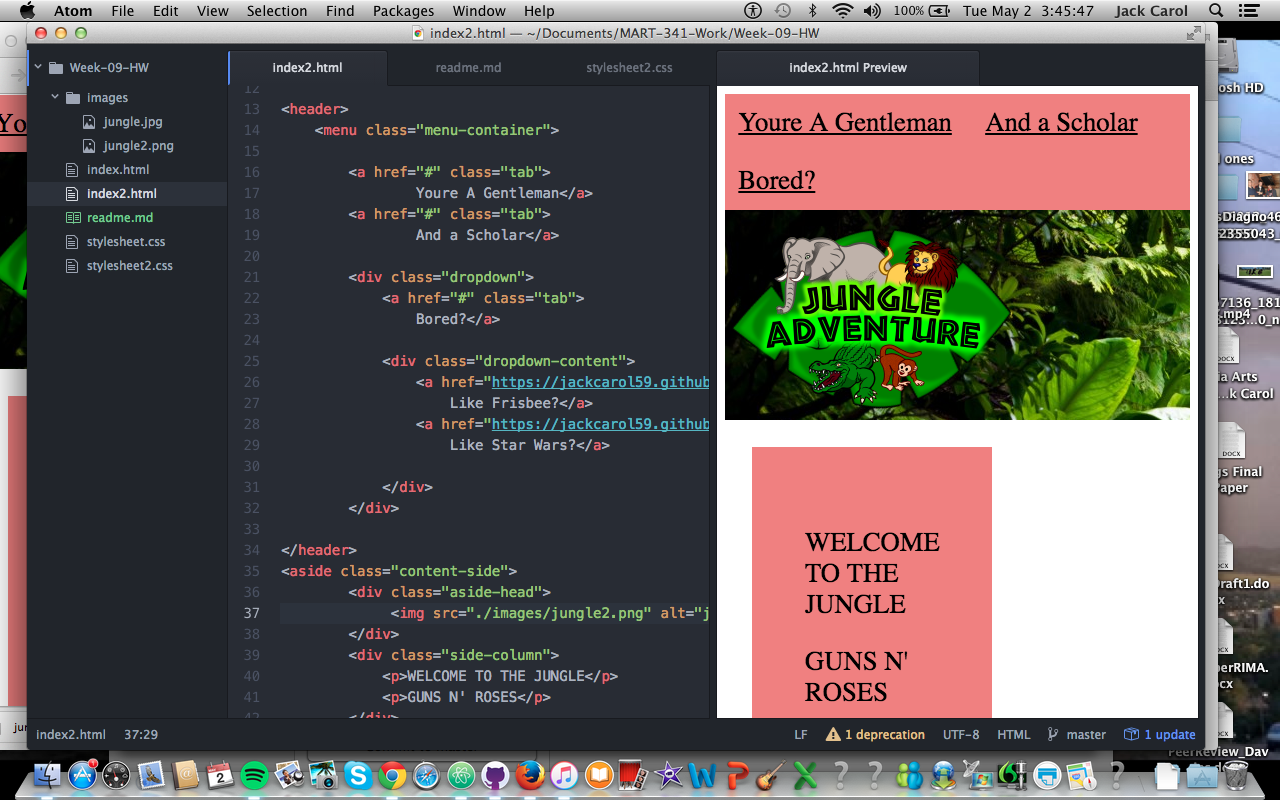 Atom File Edit View Selection Find Packages Window Help 100% Tue May 2 3:45:47 Jack Carol
index2.html — ~/Documents/MART-341-Work/Week-09-HW
Week-09-HW
images
jungle.jpg
jungle2.png
index.html
index2.html
readme.md
stylesheet.css
stylesheet2.css
index2.html readme.md stylesheet2.css
12
13 <header>
14 <menu class="menu-container">
15
16 <a href="#" class="tab">
17 Youre A Gentleman</a>
18 <a href="#" class="tab">
19 And a Scholar</a>
20
21 <div class="dropdown">
22 <a href="#" class="tab">
23 Bored?</a>
24
25 <div class="dropdown-content">
26 <a href="https://jackcarol59.github
27 Like Frisbee?</a>
28 <a href="https://jackcarol59.github
29 Like Star Wars?</a>
30
31 </div>
32 </div>
33
34 </header>
35 <aside class="content-side">
36 <div class="aside-head">
37 <img src="./images/jungle2.png" alt="j
38 </div>
39 <div class="side-column">
40 <p>WELCOME TO THE JUNGLE</p>
41 <p>GUNS N' ROSES</p>
index2.html Preview
Youre A Gentleman And a Scholar
Bored?
JUNGLE
ADVENTURE
WELCOME
TO THE
JUNGLE
GUNS N'
ROSES
index2.html 37:29 LF 1 deprecation UTF-8 HTML master 1 update
Yo
jun
osh HD
l ones
2355043_
7136_181
.mp4
DOCX
ia Arts
k Carol
DOCX
gs Final
aper
raft1.do
cx
erRIMA.
ocx
PeerReview_Dav
2